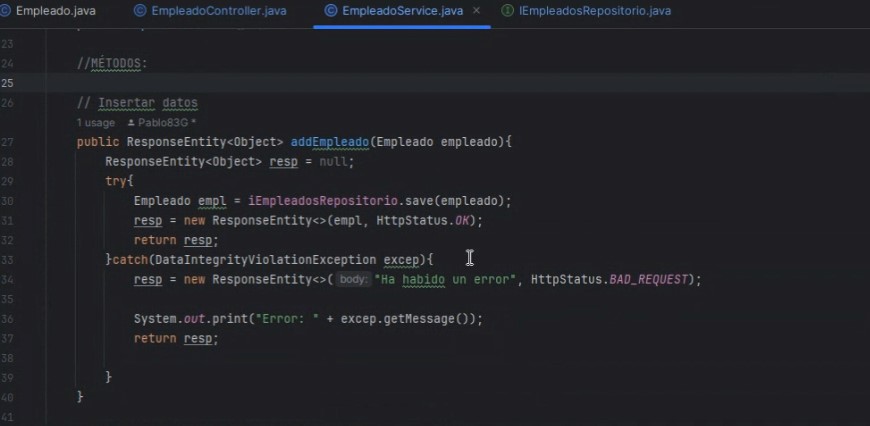 Empleado.java EmpleadoController.java EmpleadoService.java × IEmpleadosRepositorio.java
23
24 //MÉTODOS:
25
26 // Insertar datos
1 usage Pablo83G *
27 public ResponseEntity<Object> addEmpleado(Empleado empleado){
28 ResponseEntity<Object> resp = null;
29 try{
30 Empleado empl = iEmpleadosRepositorio.save(empleado);
31 resp = new ResponseEntity<>(empl, HttpStatus.OK);
32 return resp;
33 }catch(DataIntegrityViolationException excep){
34 resp = new ResponseEntity<>( body: "Ha habido un error", HttpStatus.BAD_REQUEST);
35
36 System.out.print("Error: " + excep.getMessage());
37 return resp;
38
39 }
40 }
41